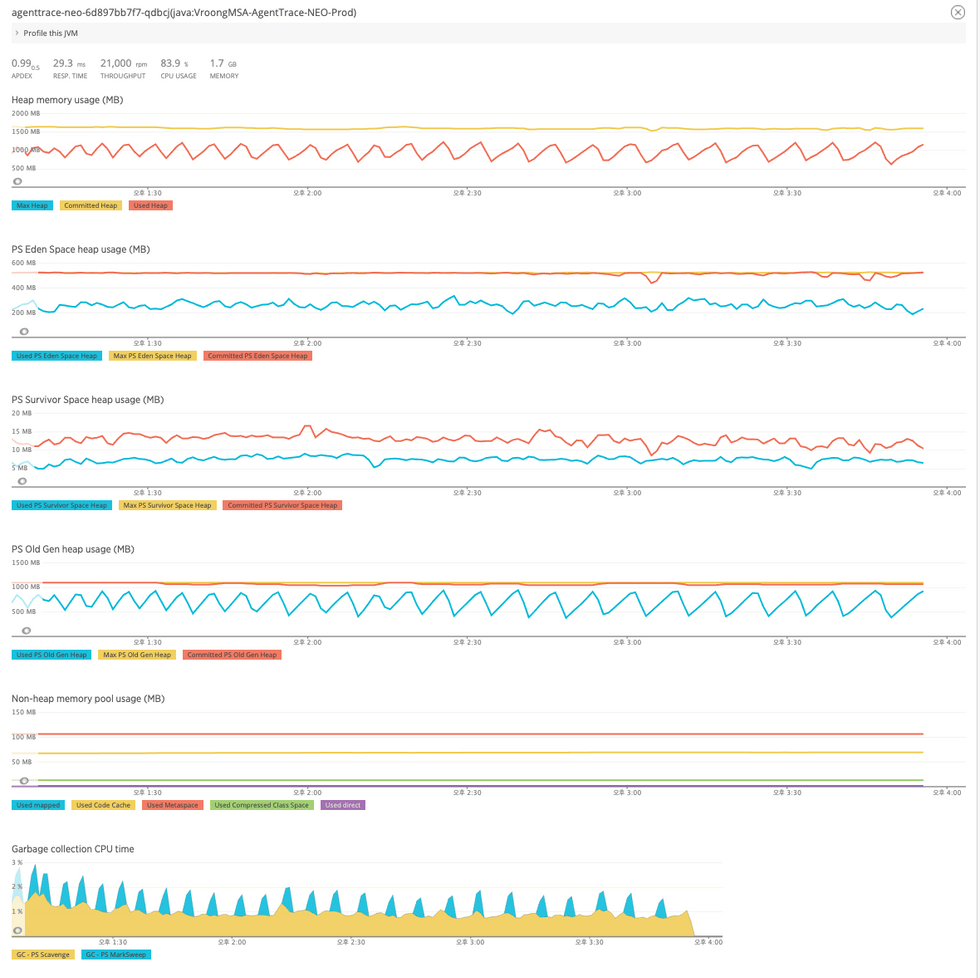 agenttrace-neo-6d897bb7f7-qdbcj(java:VroongMSA-AgentTrace-NEO-Prod)
> Profile this JVM
0.99 0.5 29.3 ms 21,000 rpm 83.9 % 1.7 GB
APDEX RESP. TIME THROUGHPUT CPU USAGE MEMORY
Heap memory usage (MB)
2000 MB
1500 MB
1000 MB
500 MB
오후 1:30 오후 2:00 오후 2:30 오후 3:00 오후 3:30 오후 4:00
Max Heap Committed Heap Used Heap
PS Eden Space heap usage (MB)
600 MB
400 MB
200 MB
오후 1:30 오후 2:00 오후 2:30 오후 3:00 오후 3:30 오후 4:00
Used PS Eden Space Heap Max PS Eden Space Heap Committed PS Eden Space Heap
PS Survivor Space heap usage (MB)
20 MB
15 MB
10 MB
5 MB
오후 1:30 오후 2:00 오후 2:30 오후 3:00 오후 3:30 오후 4:00
Used PS Survivor Space Heap Max PS Survivor Space Heap Committed PS Survivor Space Heap
PS Old Gen heap usage (MB)
1500 MB
1000 MB
500 MB
오후 1:30 오후 2:00 오후 2:30 오후 3:00 오후 3:30 오후 4:00
Used PS Old Gen Heap Max PS Old Gen Heap Committed PS Old Gen Heap
Non-heap memory pool usage (MB)
150 MB
100 MB
50 MB
오후 1:30 오후 2:00 오후 2:30 오후 3:00 오후 3:30 오후 4:00
Used mapped Used Code Cache Used Metaspace Used Compressed Class Space Used direct
Garbage collection CPU time
3 %
2 %
1 %
오후 1:30 오후 2:00 오후 2:30 오후 3:00 오후 3:30 오후 4:00
GC - PS Scavenge GC - PS MarkSweep